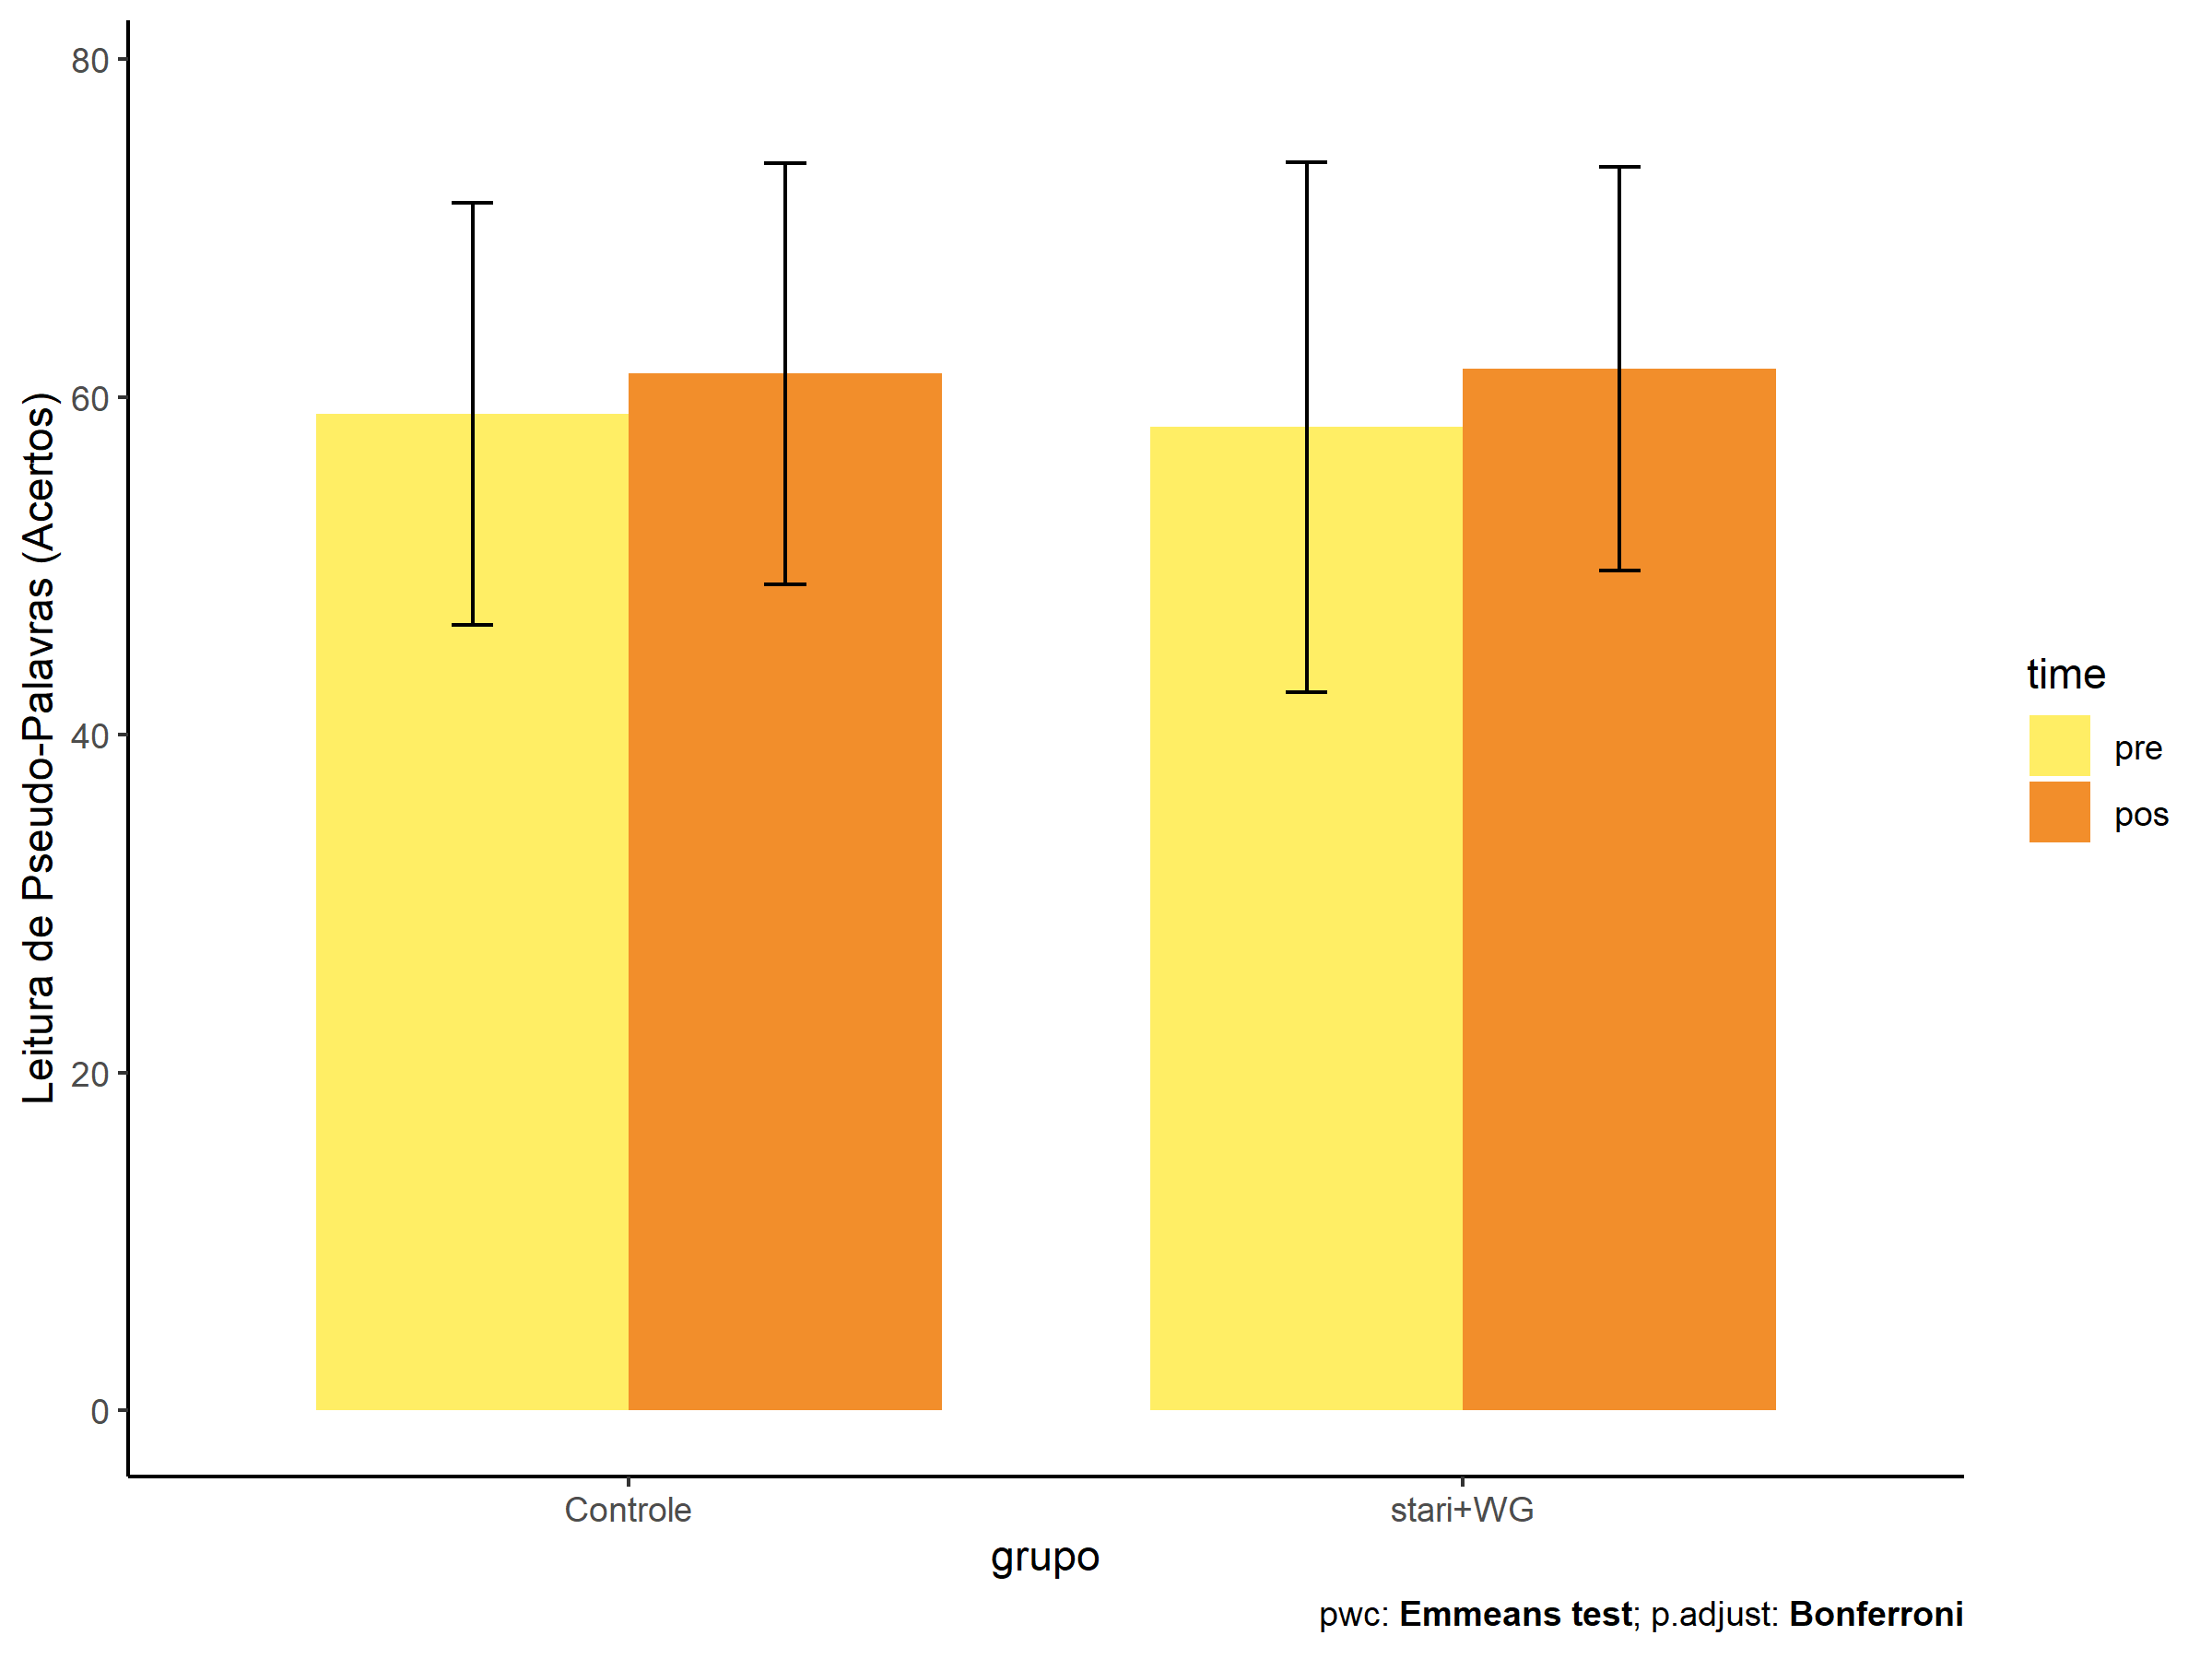 80
60
40
20
0
Leitura de Pseudo-Palavras (Acertos)
Controle
stari+WG
grupo
time
pre
pos
pwc: Emmeans test; p.adjust: Bonferroni